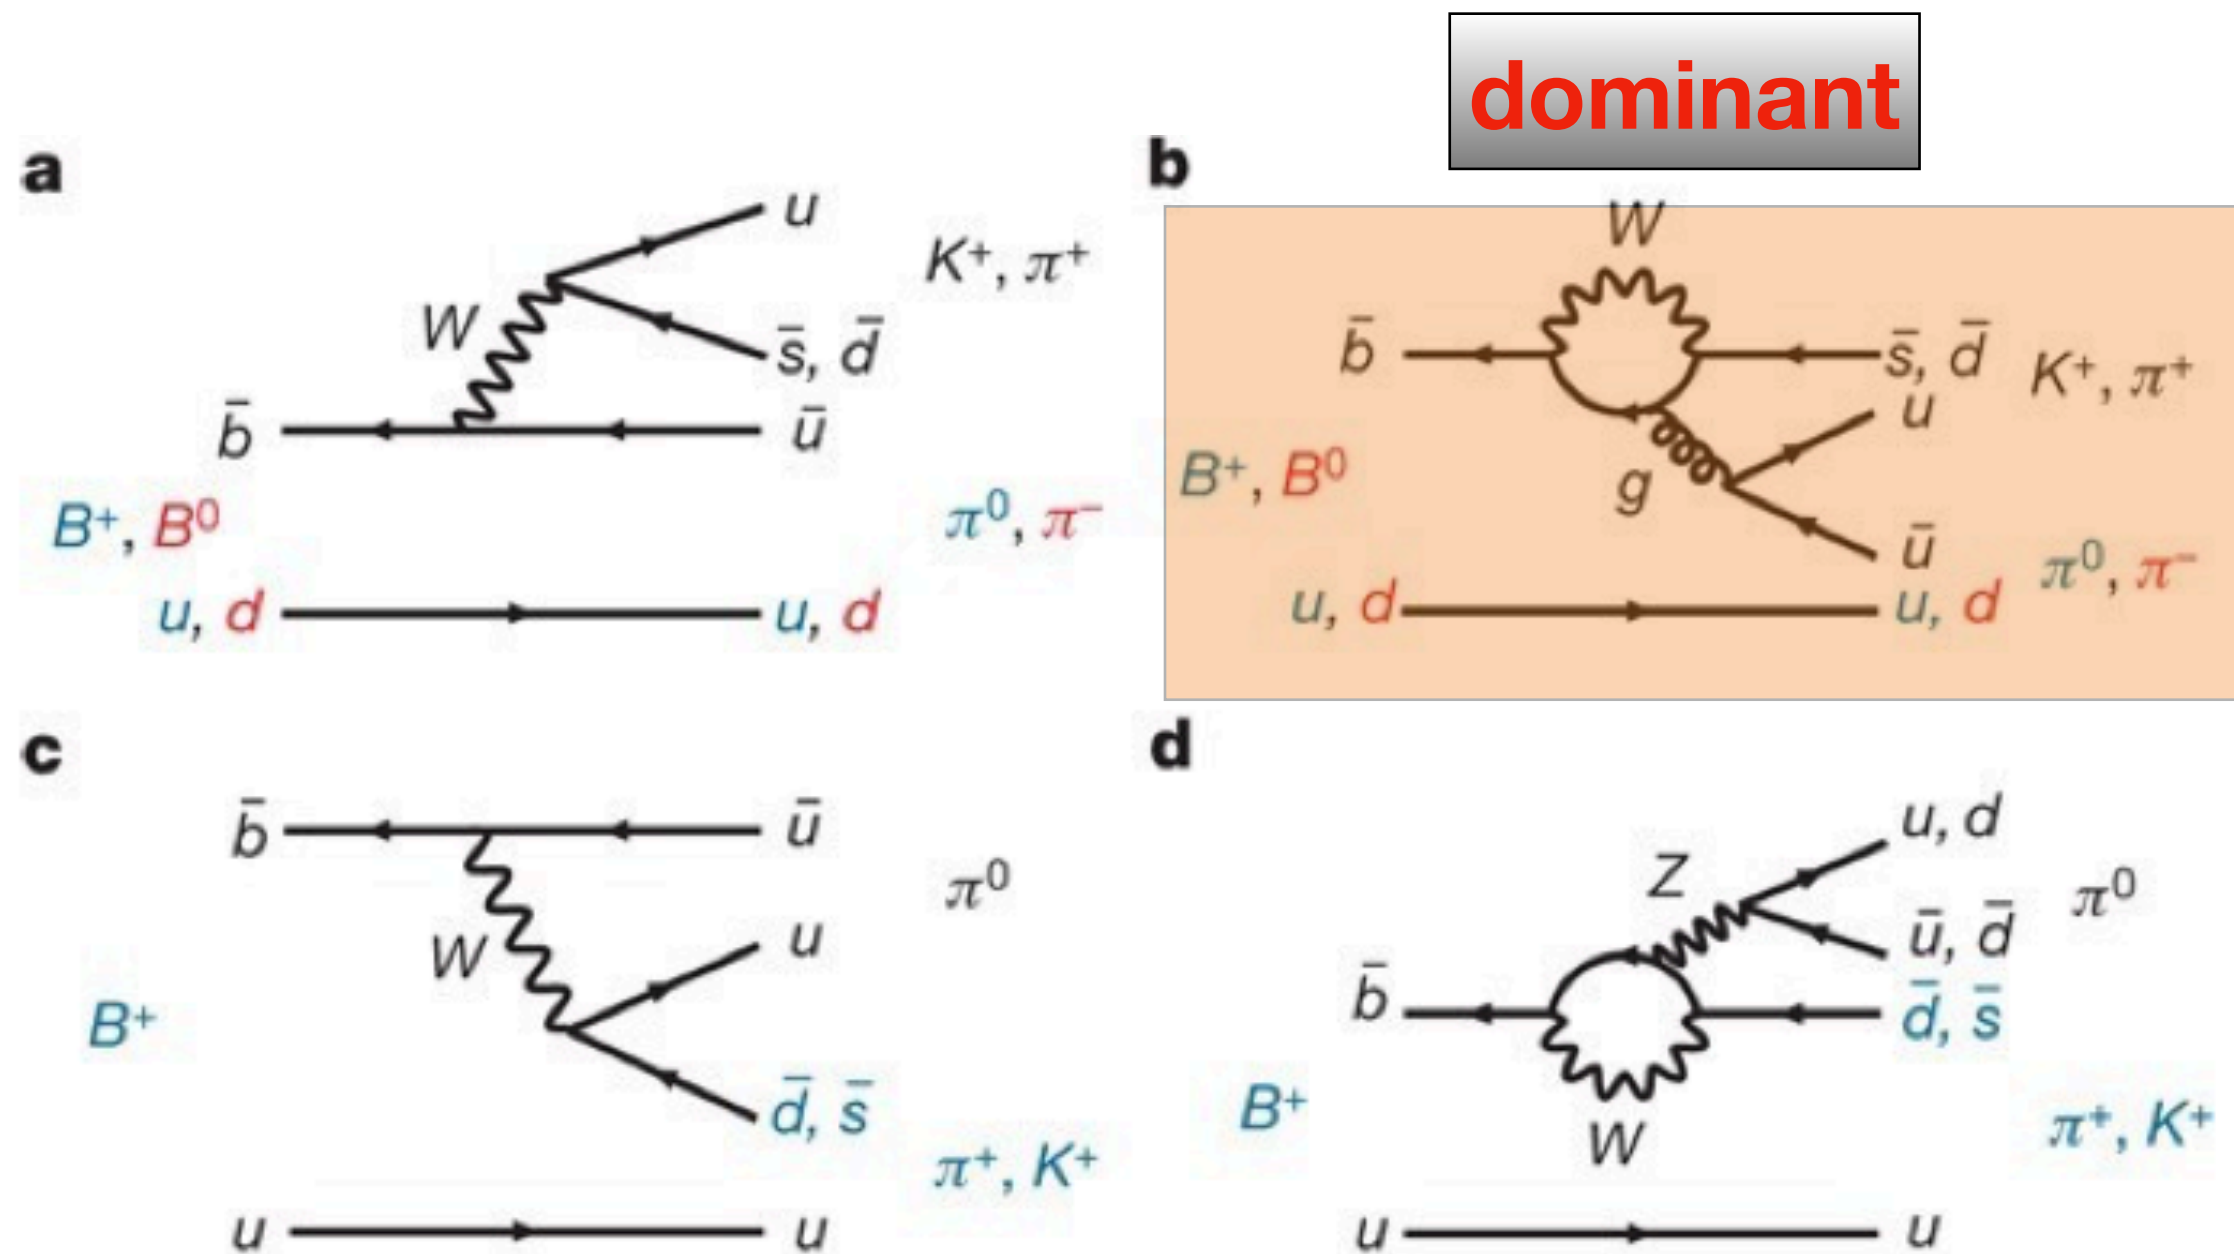 dominant
a
u
K⁺, π⁺
W
s̄, d̄
b̄
ū
B⁺, B⁰
π⁰, π⁻
u, d
u, d
b
W
b̄
s̄, d̄
K⁺, π⁺
u
B⁺, B⁰
g
ū
π⁰, π⁻
u, d
u, d
c
b̄
ū
π⁰
u
W
B⁺
d̄, s̄
π⁺, K⁺
u
u
d
u, d
Z
π⁰
ū, d̄
b̄
d̄, s̄
B⁺
W
π⁺, K⁺
u
u